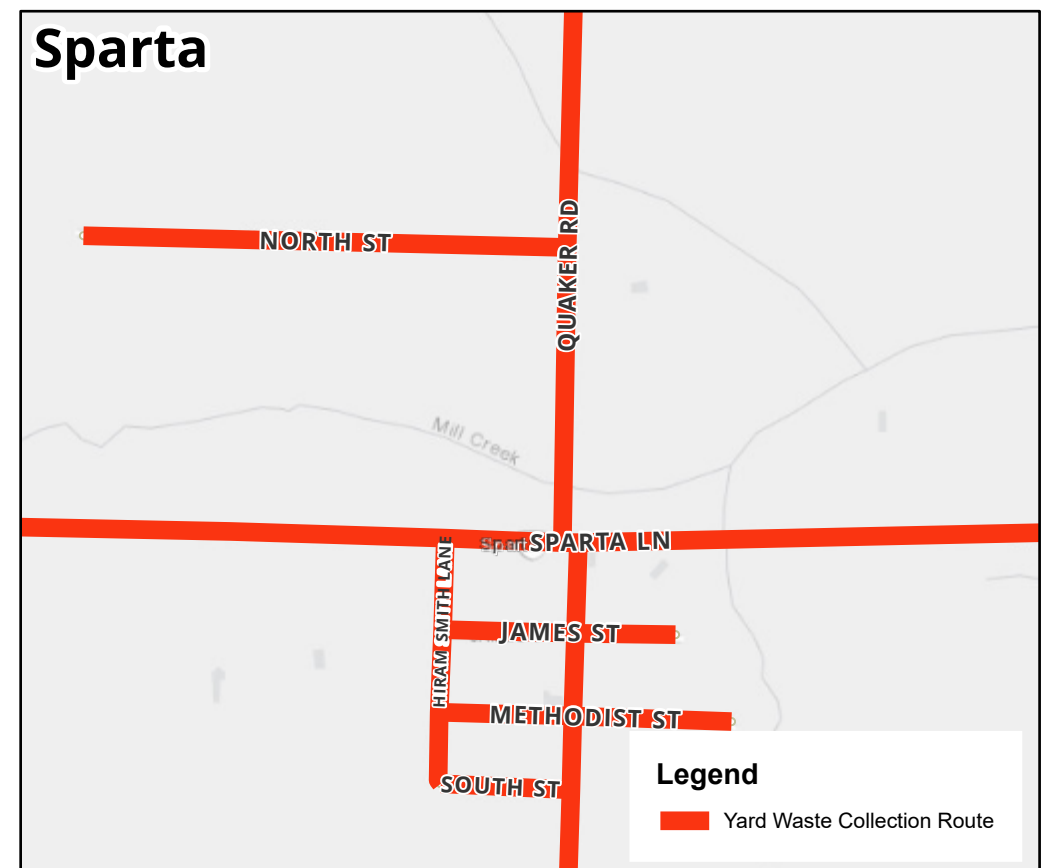 Sparta
NORTH ST
QUAKER RD
Mill Creek
SPARTA LN
HIRAM SMITH LANE
JAMES ST
METHODIST ST
SOUTH ST
Legend
Yard Waste Collection Route